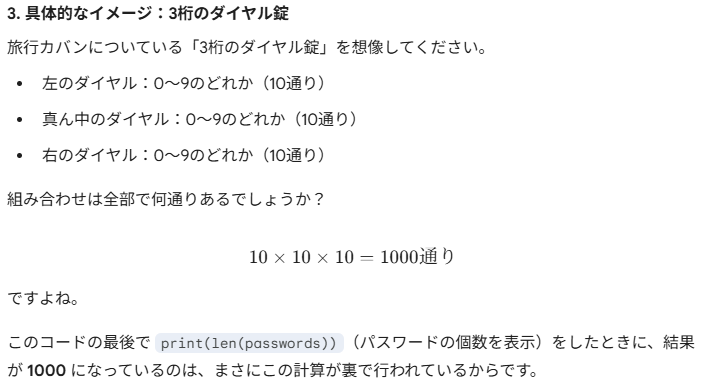 3. 具体的なイメージ：3桁のダイヤル錠
旅行カバンについている「3桁のダイヤル錠」を想像してください。
• 左のダイヤル：0〜9のどれか（10通り）
• 真ん中のダイヤル：0〜9のどれか（10通り）
• 右のダイヤル：0〜9のどれか（10通り）
組み合わせは全部で何通りあるでしょうか？
10 × 10 × 10 = 1000通り
ですよね。
このコードの最後で print(len(passwords)) （パスワードの個数を表示）をしたときに、結果
が 1000 になっているのは、まさにこの計算が裏で行われているからです。